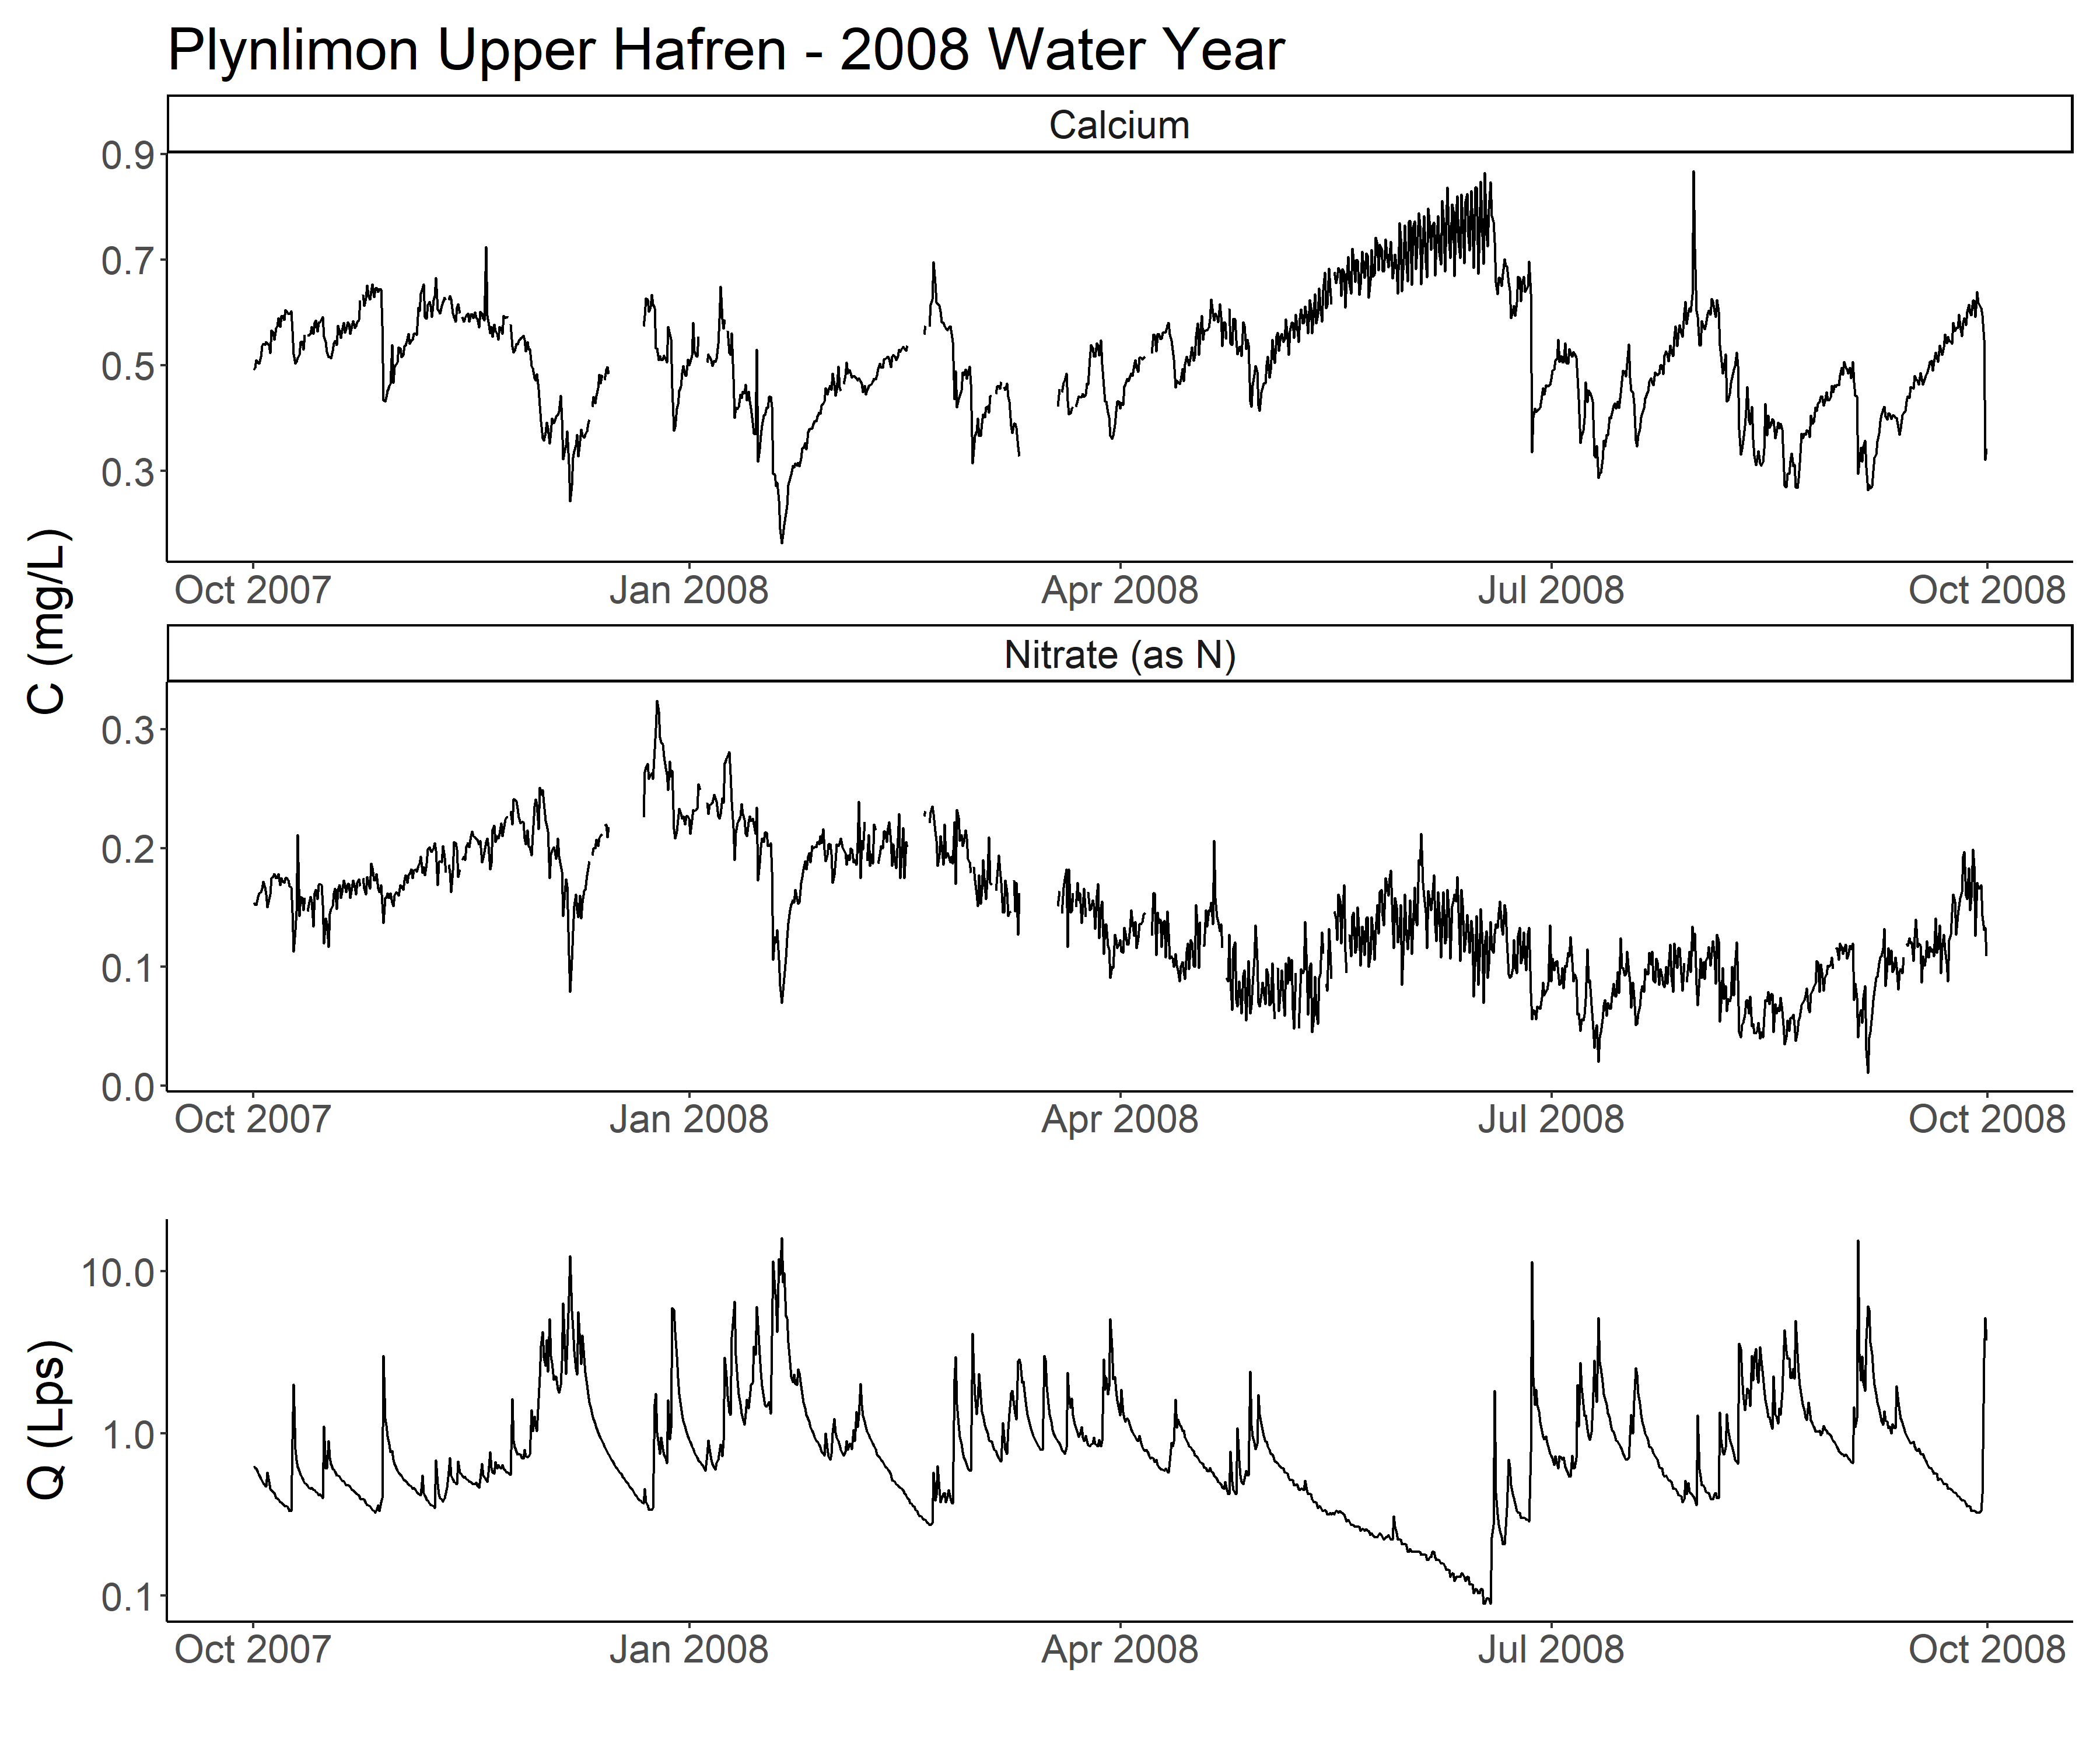 Plynlimon Upper Hafren - 2008 Water Year
Calcium
0.9
0.7
0.5
0.3
Oct 2007 Jan 2008 Apr 2008 Jul 2008 Oct 2008
C (mg/L)
Nitrate (as N)
0.3
0.2
0.1
0.0
Oct 2007 Jan 2008 Apr 2008 Jul 2008 Oct 2008
Q (Lps)
10.0
1.0
0.1
Oct 2007 Jan 2008 Apr 2008 Jul 2008 Oct 2008